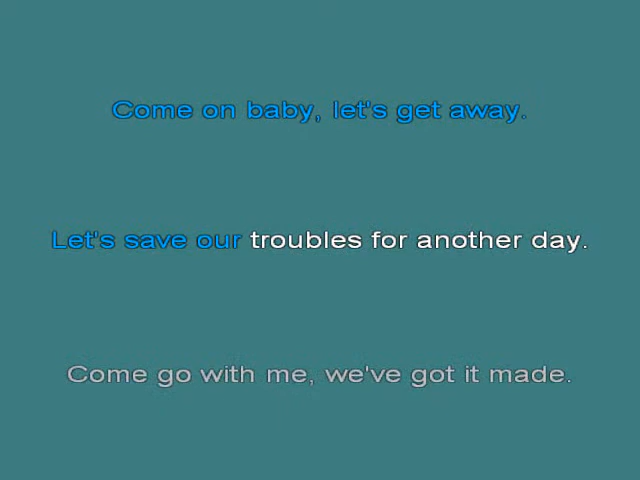 Come on baby, let's get away.
Let's save our troubles for another day.
Come go with me, we've got it made.